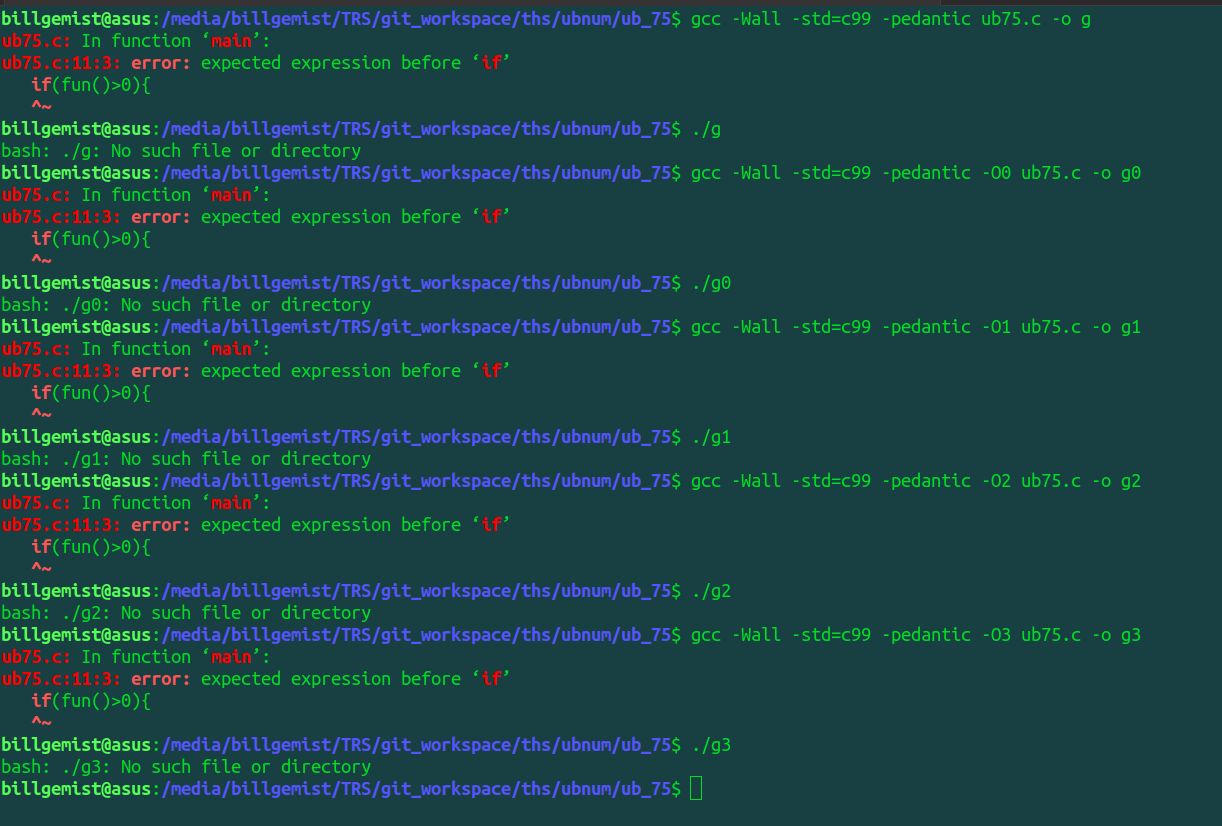 billgemist@asus:/media/billgemist/TRS/git_workspace/ths/ubnum/ub_75$ gcc -Wall -std=c99 -pedantic ub75.c -o g
ub75.c: In function ‘main’:
ub75.c:11:3: error: expected expression before ‘if’
   if(fun()>0){
   ^~
billgemist@asus:/media/billgemist/TRS/git_workspace/ths/ubnum/ub_75$ ./g
bash: ./g: No such file or directory
billgemist@asus:/media/billgemist/TRS/git_workspace/ths/ubnum/ub_75$ gcc -Wall -std=c99 -pedantic -O0 ub75.c -o g0
ub75.c: In function ‘main’:
ub75.c:11:3: error: expected expression before ‘if’
   if(fun()>0){
   ^~
billgemist@asus:/media/billgemist/TRS/git_workspace/ths/ubnum/ub_75$ ./g0
bash: ./g0: No such file or directory
billgemist@asus:/media/billgemist/TRS/git_workspace/ths/ubnum/ub_75$ gcc -Wall -std=c99 -pedantic -O1 ub75.c -o g1
ub75.c: In function ‘main’:
ub75.c:11:3: error: expected expression before ‘if’
   if(fun()>0){
   ^~
billgemist@asus:/media/billgemist/TRS/git_workspace/ths/ubnum/ub_75$ ./g1
bash: ./g1: No such file or directory
billgemist@asus:/media/billgemist/TRS/git_workspace/ths/ubnum/ub_75$ gcc -Wall -std=c99 -pedantic -O2 ub75.c -o g2
ub75.c: In function ‘main’:
ub75.c:11:3: error: expected expression before ‘if’
   if(fun()>0){
   ^~
billgemist@asus:/media/billgemist/TRS/git_workspace/ths/ubnum/ub_75$ ./g2
bash: ./g2: No such file or directory
billgemist@asus:/media/billgemist/TRS/git_workspace/ths/ubnum/ub_75$ gcc -Wall -std=c99 -pedantic -O3 ub75.c -o g3
ub75.c: In function ‘main’:
ub75.c:11:3: error: expected expression before ‘if’
   if(fun()>0){
   ^~
billgemist@asus:/media/billgemist/TRS/git_workspace/ths/ubnum/ub_75$ ./g3
bash: ./g3: No such file or directory
billgemist@asus:/media/billgemist/TRS/git_workspace/ths/ubnum/ub_75$